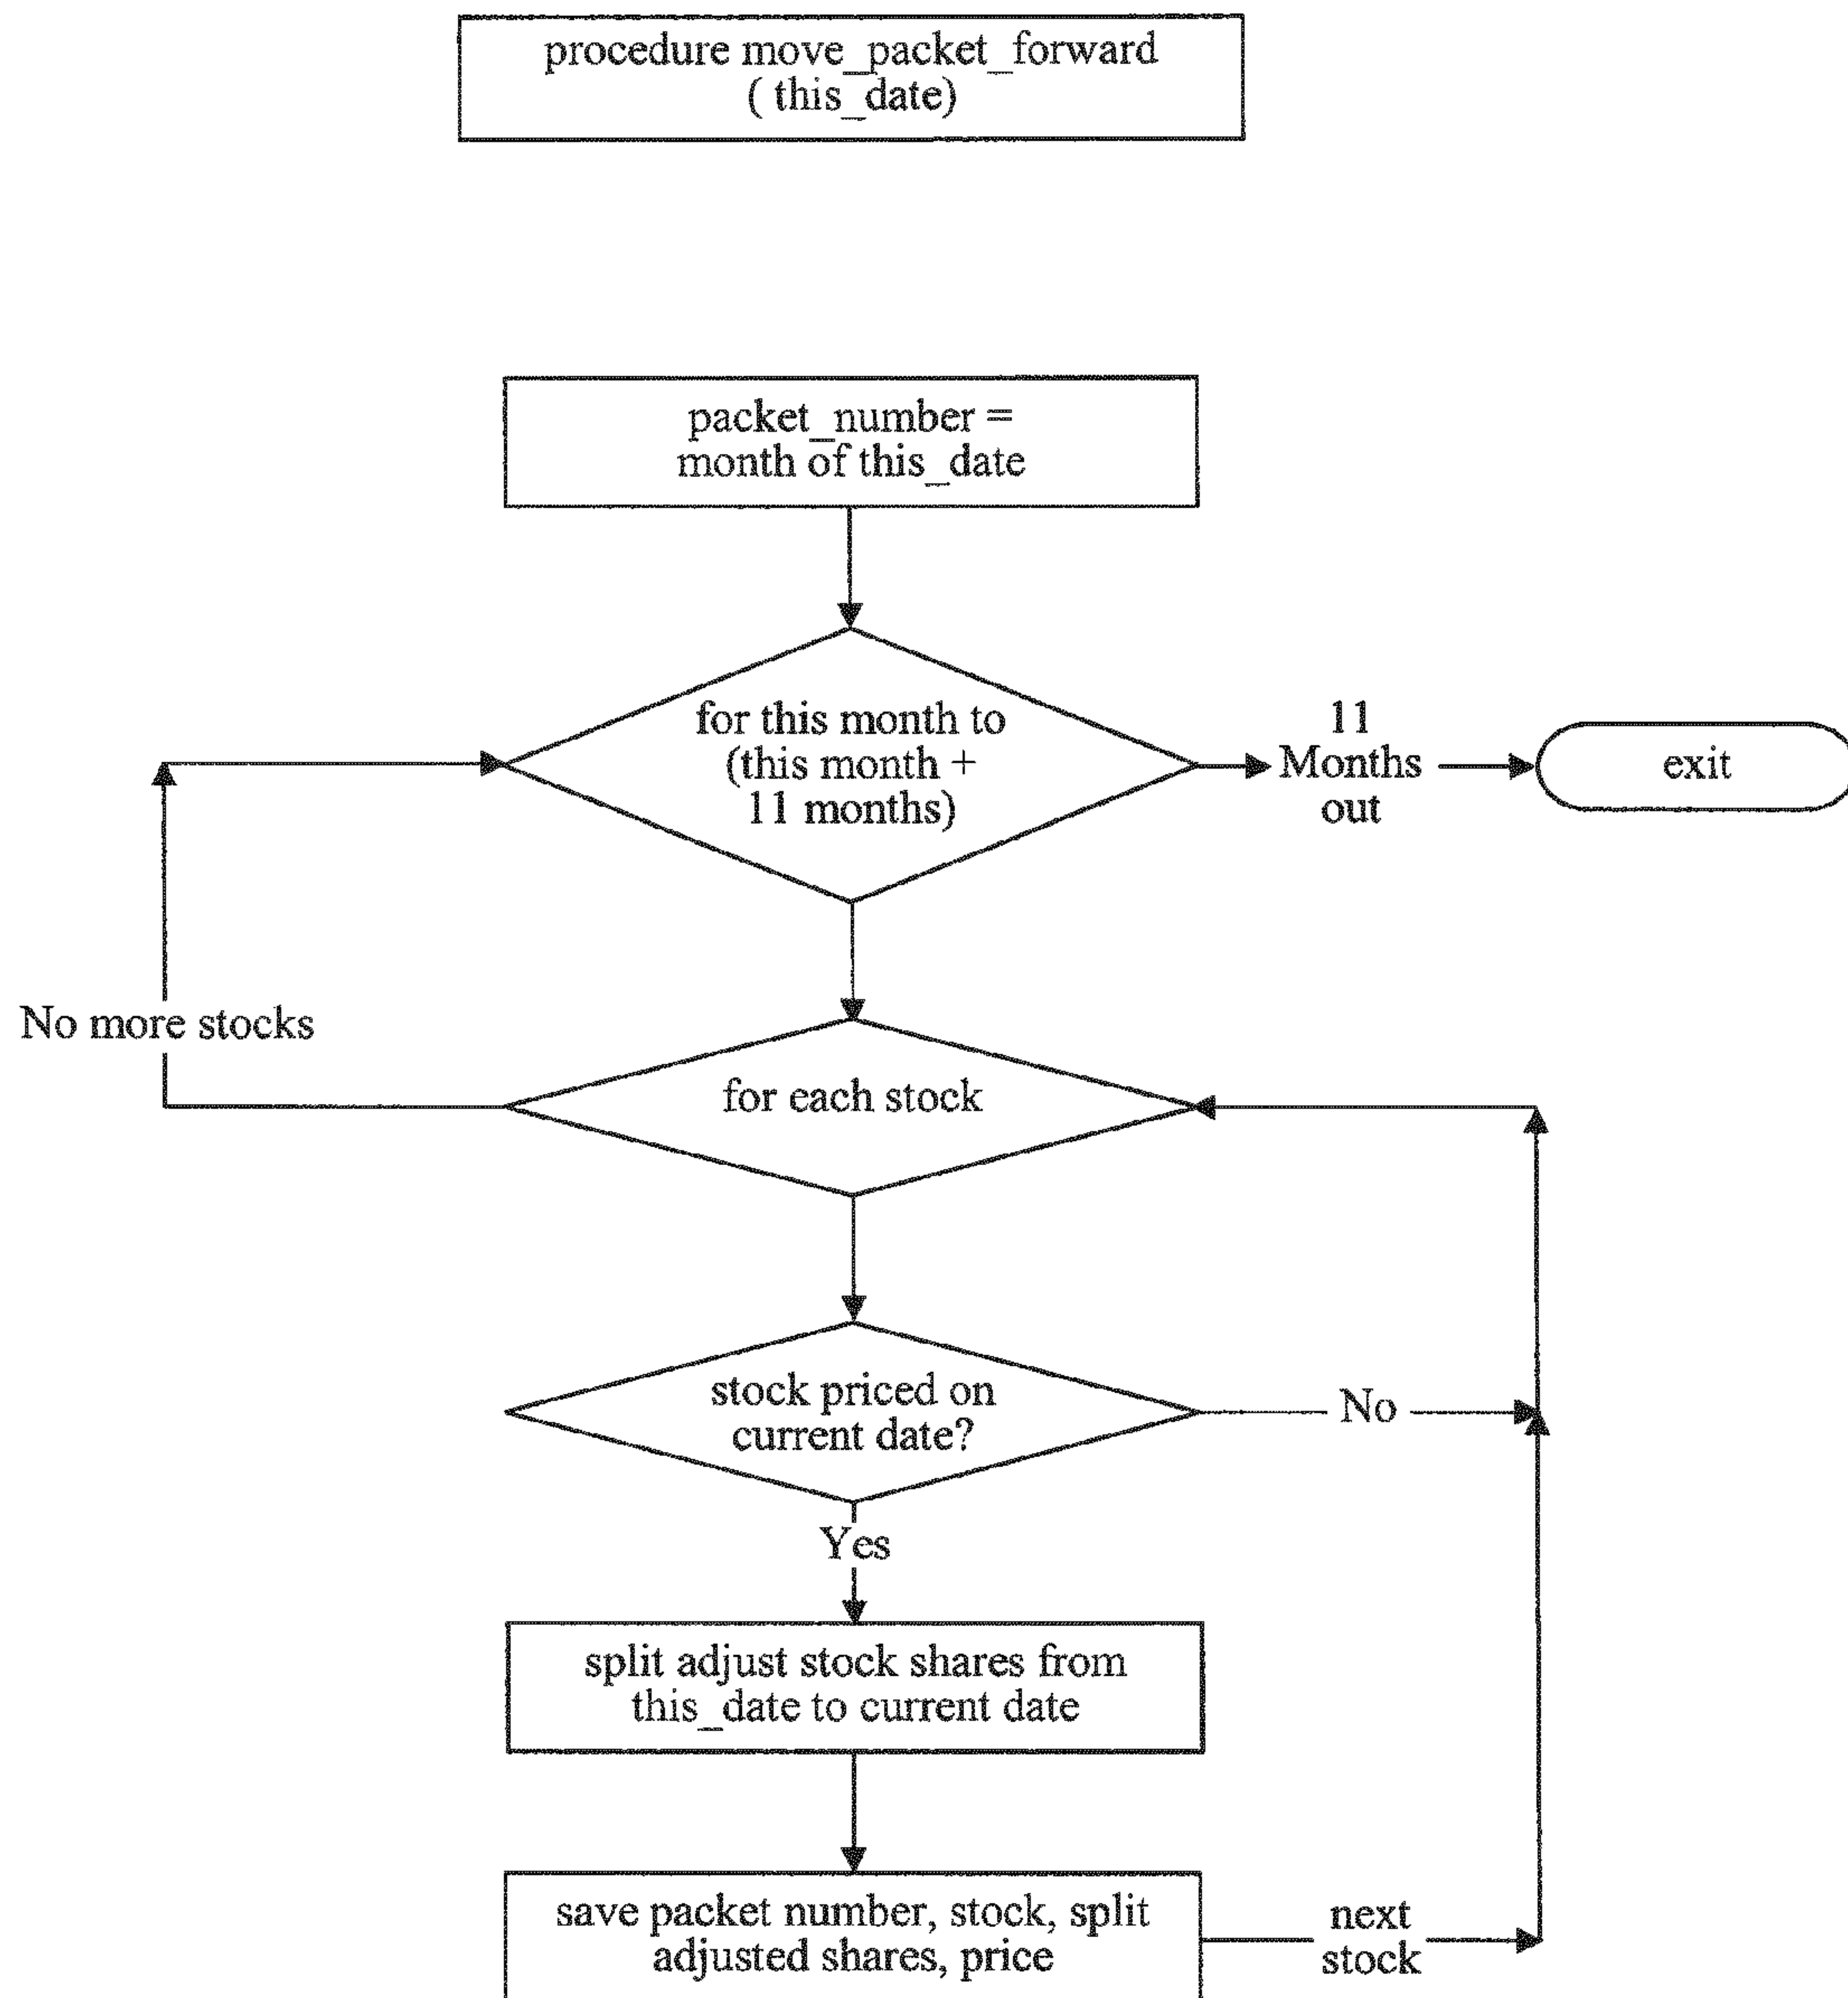 procedure move_packet_forward
( this_date)
packet_number =
month of this_date
for this month to
(this month +
11 months)
11
Months
out
exit
No more stocks
for each stock
stock priced on
current date?
No
Yes
split adjust stock shares from
this_date to current date
save packet number, stock, split
adjusted shares, price
next
stock